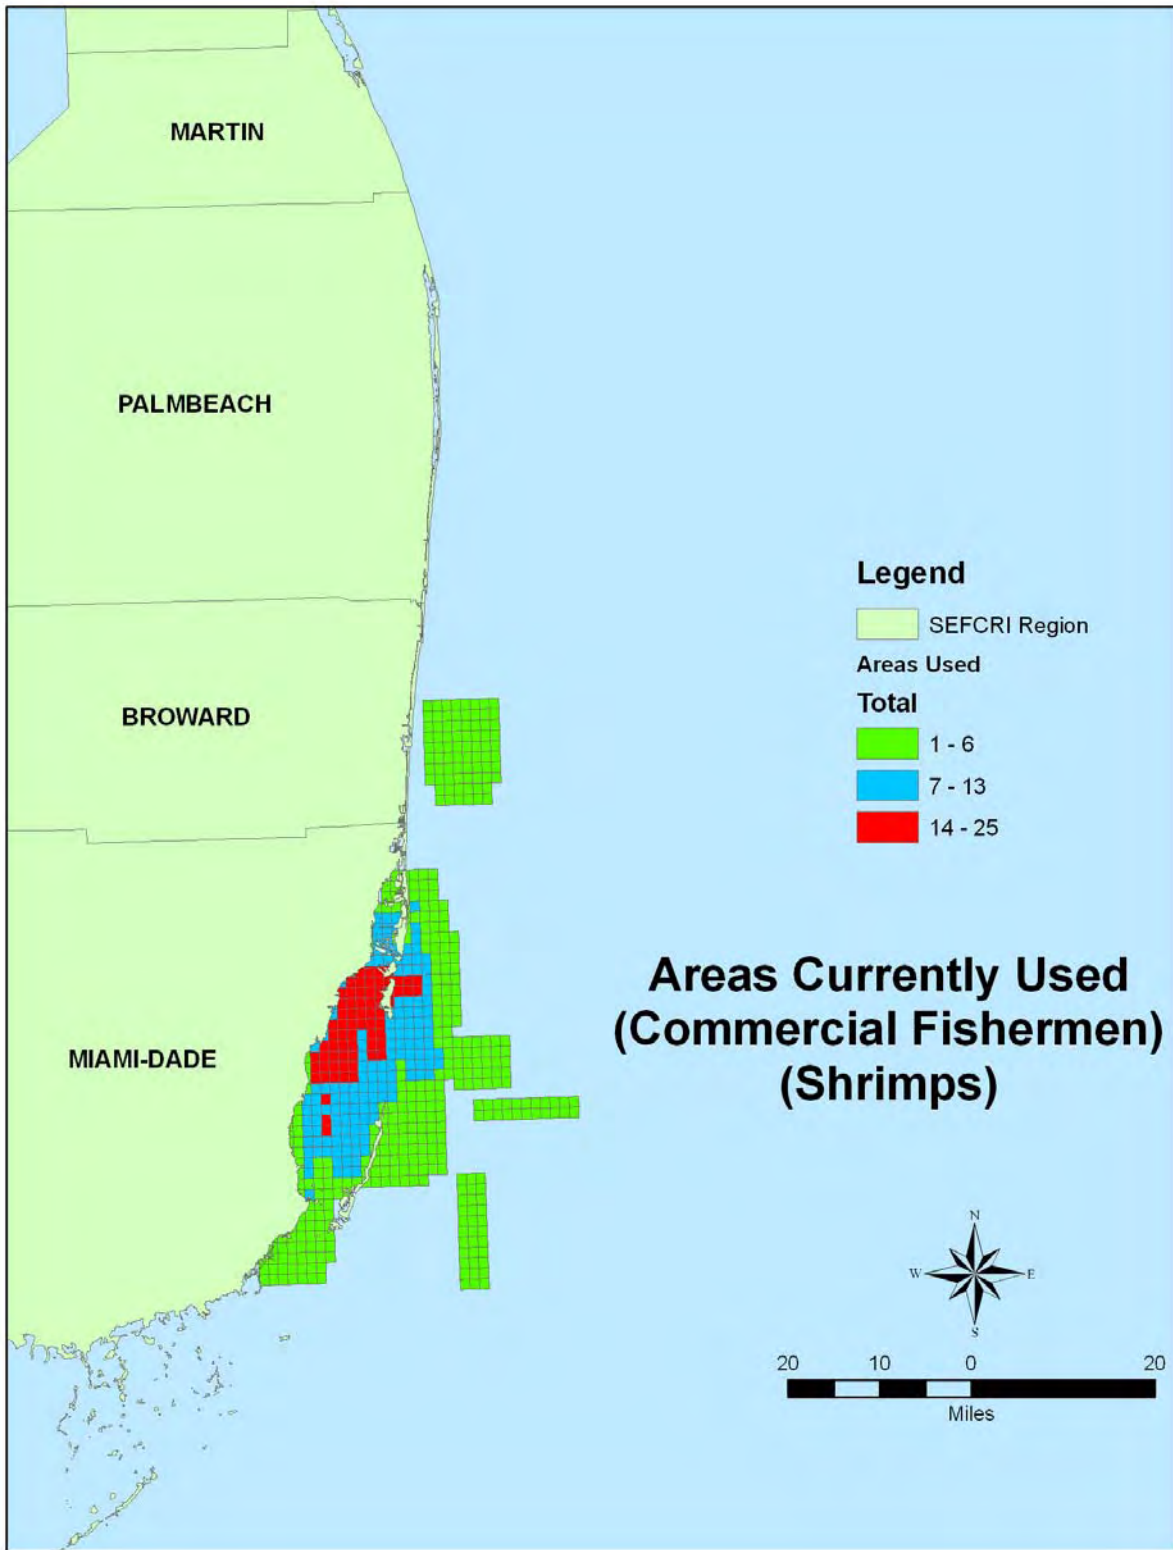 MARTIN
PALMBEACH
BROWARD
MIAMI-DADE
Legend
SEFCRI Region
Areas Used
Total
1 - 6
7 - 13
14 - 25
Areas Currently Used
(Commercial Fishermen)
(Shrimps)
N
W E
S
20 10 0 20
Miles